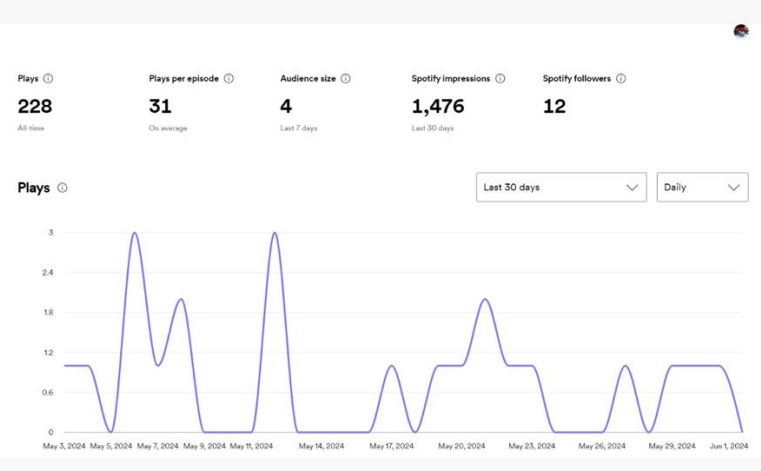 Plays
Plays per episode
Audience size
Spotify impressions
Spotify followers
228
31
4
1,476
12
All-time
On average
Last 7 days
Last 30 days
Plays
Last 30 days
Daily
3
2.4
1.8
1.2
0.6
0
May 3, 2024 May 5, 2024 May 7, 2024 May 9, 2024 May 11, 2024 May 14, 2024 May 17, 2024 May 20, 2024 May 23, 2024 May 26, 2024 May 29, 2024 Jun 1, 2024